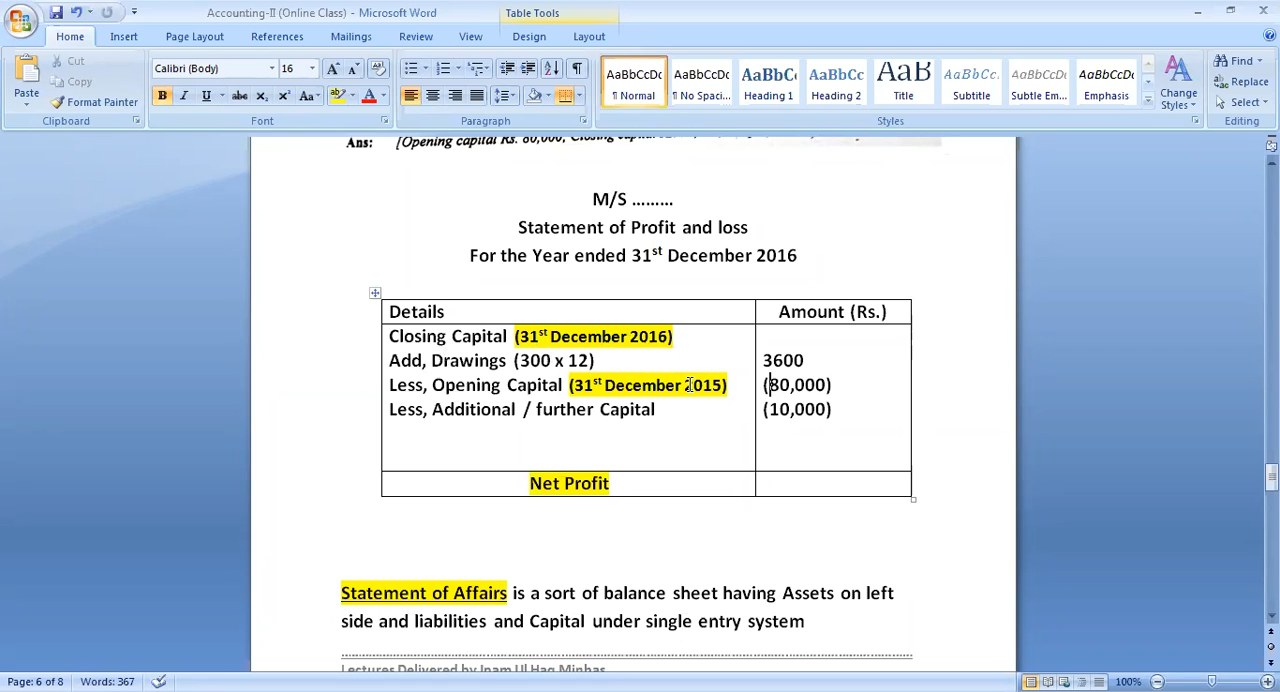 Accounting-II (Online Class) - Microsoft Word
Table Tools
Home Insert Page Layout References Mailings Review View Design Layout
Paste
Cut
Copy
Format Painter
Clipboard
Calibri (Body) 16
Font
Paragraph
AaBbCcDc AaBbCcDc AaBbC AaBbCc AaB AaBbCc. AaBbCcDc AaBbCcDc
¶ Normal ¶ No Spaci... Heading 1 Heading 2 Title Subtitle Subtle Em... Emphasis
Change Styles
Styles
Find
Replace
Select
Editing
Ans: [Opening capital Rs. 80,000, Closing
M/S .........
Statement of Profit and loss
For the Year ended 31st December 2016
Details Amount (Rs.)
Closing Capital (31st December 2016)
Add, Drawings (300 x 12) 3600
Less, Opening Capital (31st December 2015) (80,000)
Less, Additional / further Capital (10,000)
Net Profit
Statement of Affairs is a sort of balance sheet having Assets on left
side and liabilities and Capital under single entry system
Lectures Delivered by Inam Ul Haq Minhas
Page: 6 of 8 Words: 367 100%